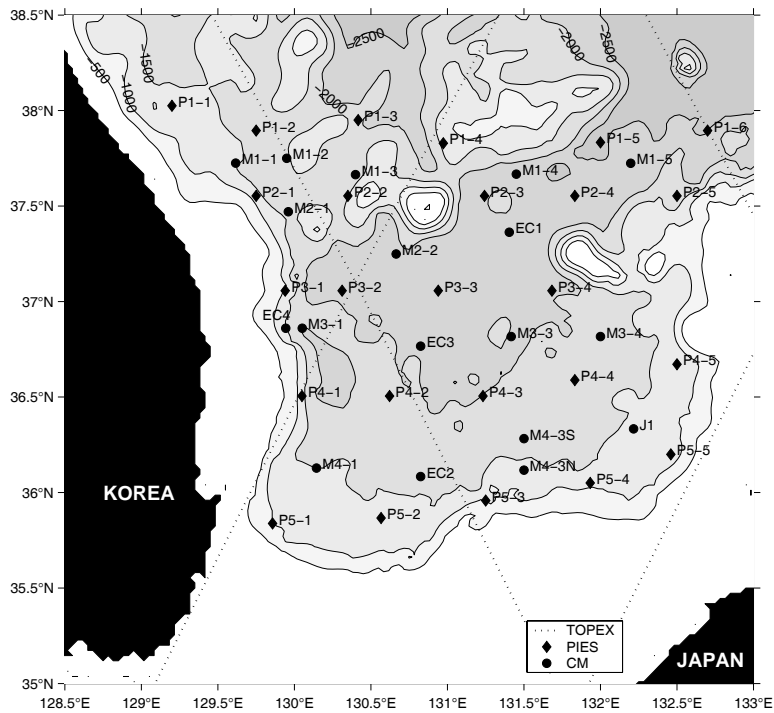 38.5°N
-500
-1000
-1500
-2500
-2000
-2500
-2000
38°N
P1-1
P1-2
P1-3
P1-4
P1-5
P1-6
M1-1
M1-2
M1-3
M1-4
M1-5
37.5°N
P2-1
P2-2
P2-3
P2-4
P2-5
M2-1
EC1
M2-2
37°N
P3-1
P3-2
P3-3
P3-4
EC4
M3-1
EC3
M3-3
M3-4
36.5°N
P4-1
P4-2
P4-3
P4-4
P4-5
M4-3S
J1
M4-1
EC2
M4-3N
P5-5
36°N
KOREA
P5-1
P5-2
P5-3
P5-4
35.5°N
TOPEX
PIES
CM
JAPAN
35°N
128.5°E 129°E 129.5°E 130°E 130.5°E 131°E 131.5°E 132°E 132.5°E 133°E